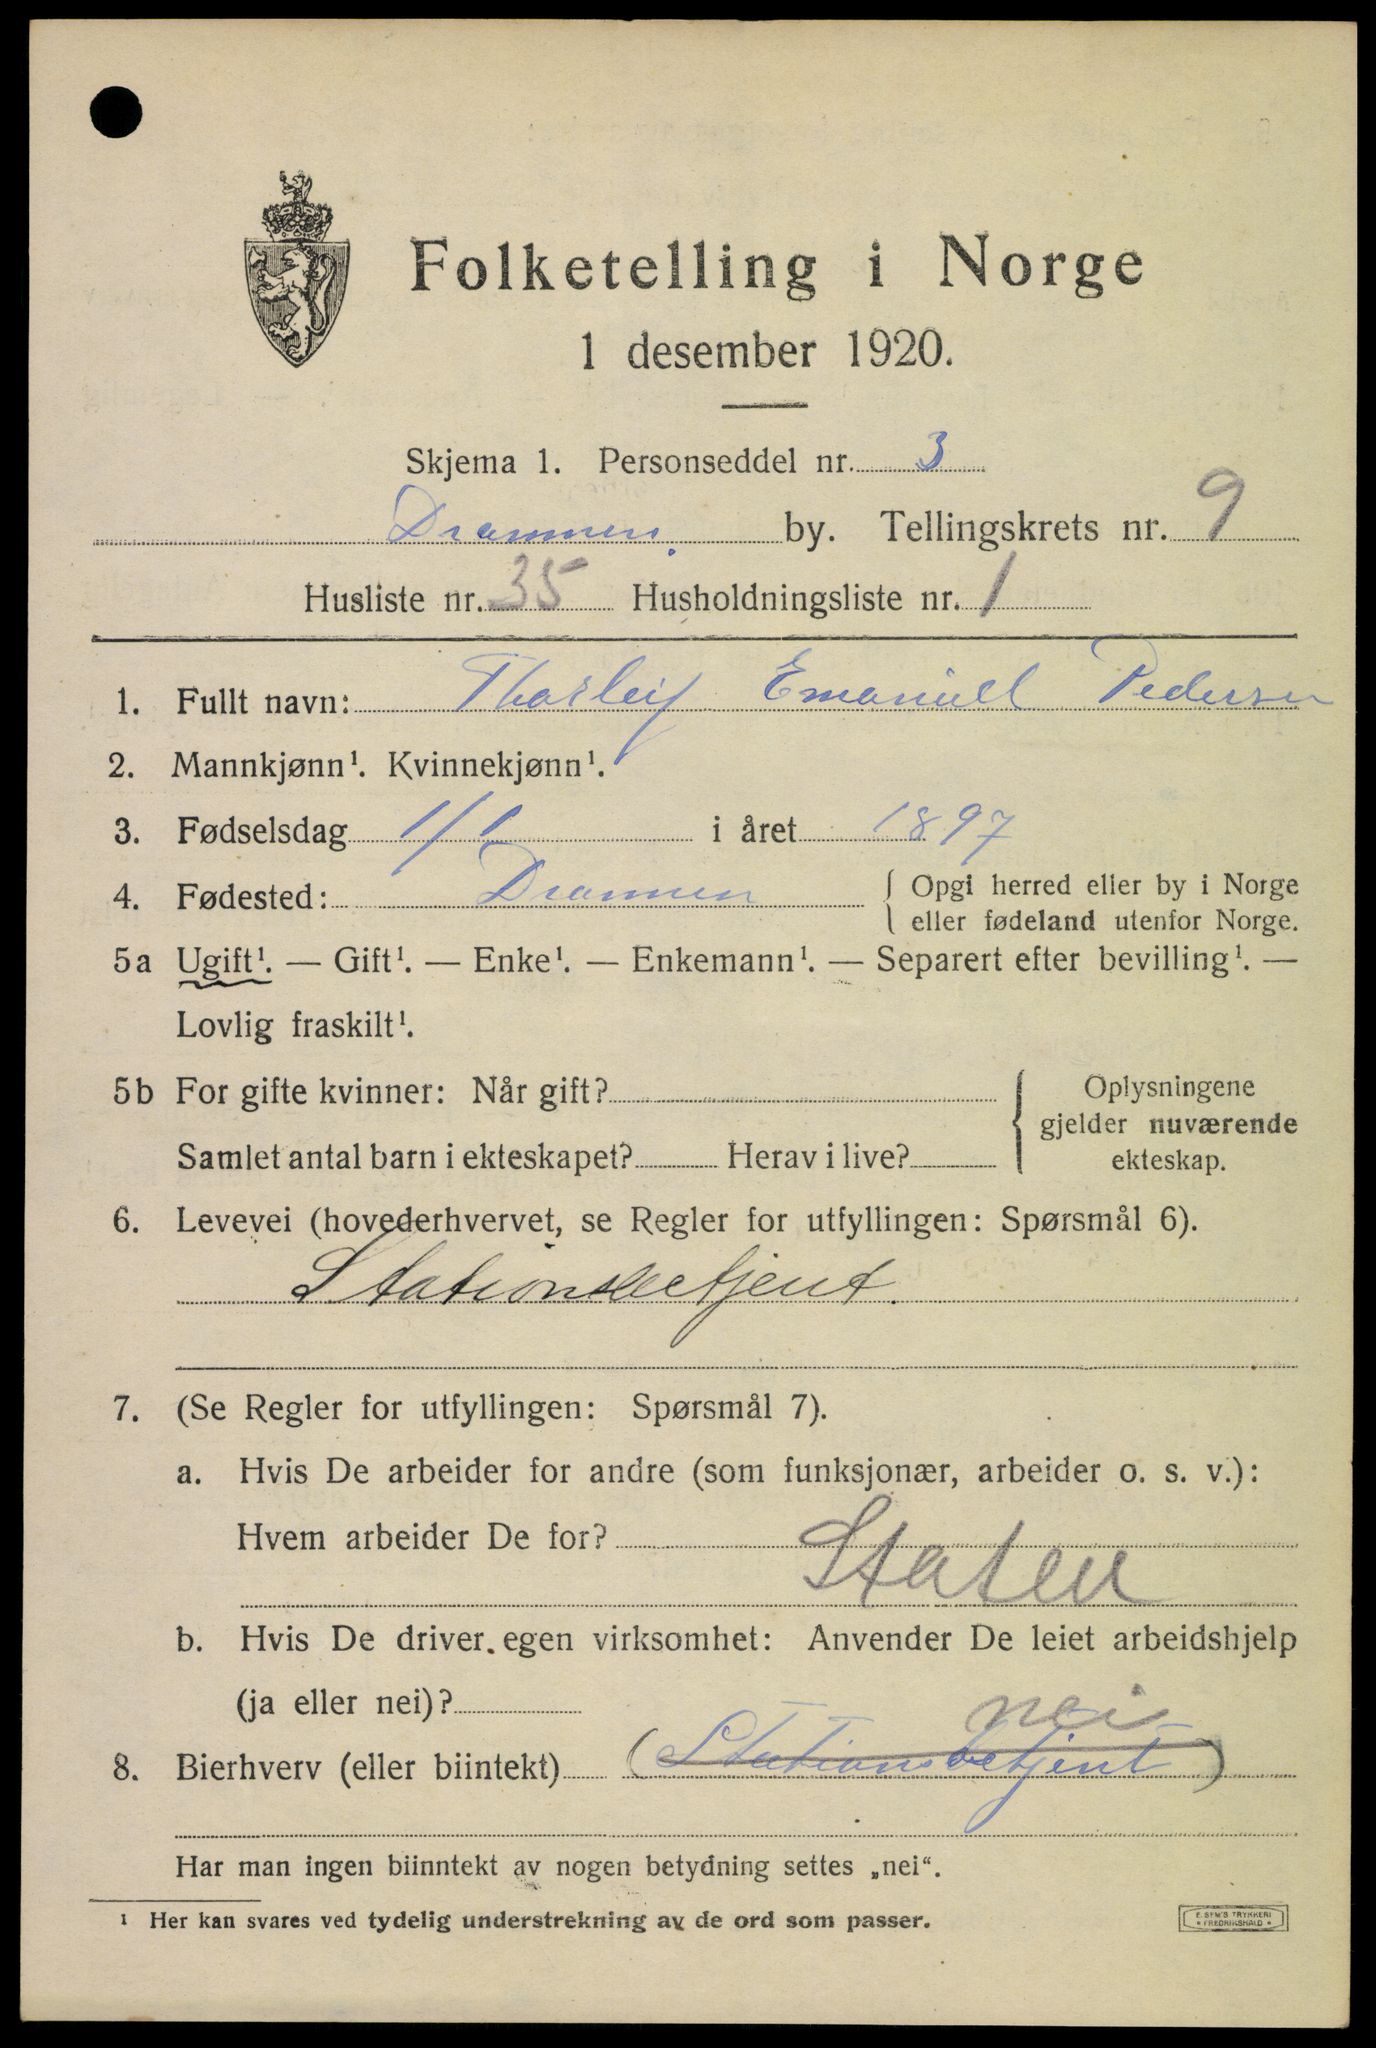 Folketelling i Norge
1 desember 1920.
Skjema 1. Personseddel nr. 3
Drammen. by. Tellingskrets nr. 9
Husliste nr. 35 Husholdningsliste nr. 1
1. Fullt navn: Thorleif Emanuel Pedersen
2. Mannkjønn¹. Kvinnekjønn¹.
3. Fødselsdag 1/1 i året 1897
4. Fødested: Drammen { Opgi herred eller by i Norge
eller fødeland utenfor Norge.
5a Ugift¹. — Gift¹. — Enke¹. — Enkemann¹. — Separert efter bevilling¹. —
Lovlig fraskilt¹.
5b For gifte kvinner: Når gift? { Oplysningene
gjelder nuværende
Samlet antal barn i ekteskapet? Herav i live? ekteskap.
6. Levevei (hovederhvervet, se Regler for utfyllingen: Spørsmål 6).
Stationsbetjent.
7. (Se Regler for utfyllingen: Spørsmål 7).
a. Hvis De arbeider for andre (som funksjonær, arbeider o. s. v.):
Hvem arbeider De for? Staten
b. Hvis De driver egen virksomhet: Anvender De leiet arbeidshjelp
(ja eller nei)?
nei
8. Bierhverv (eller biintekt) (Stationsbetjent)
Har man ingen biinntekt av nogen betydning settes „nei“.
¹ Her kan svares ved tydelig understrekning av de ord som passer.
E. SEM'S TRYKKERI
• FREDRIKSHALD •